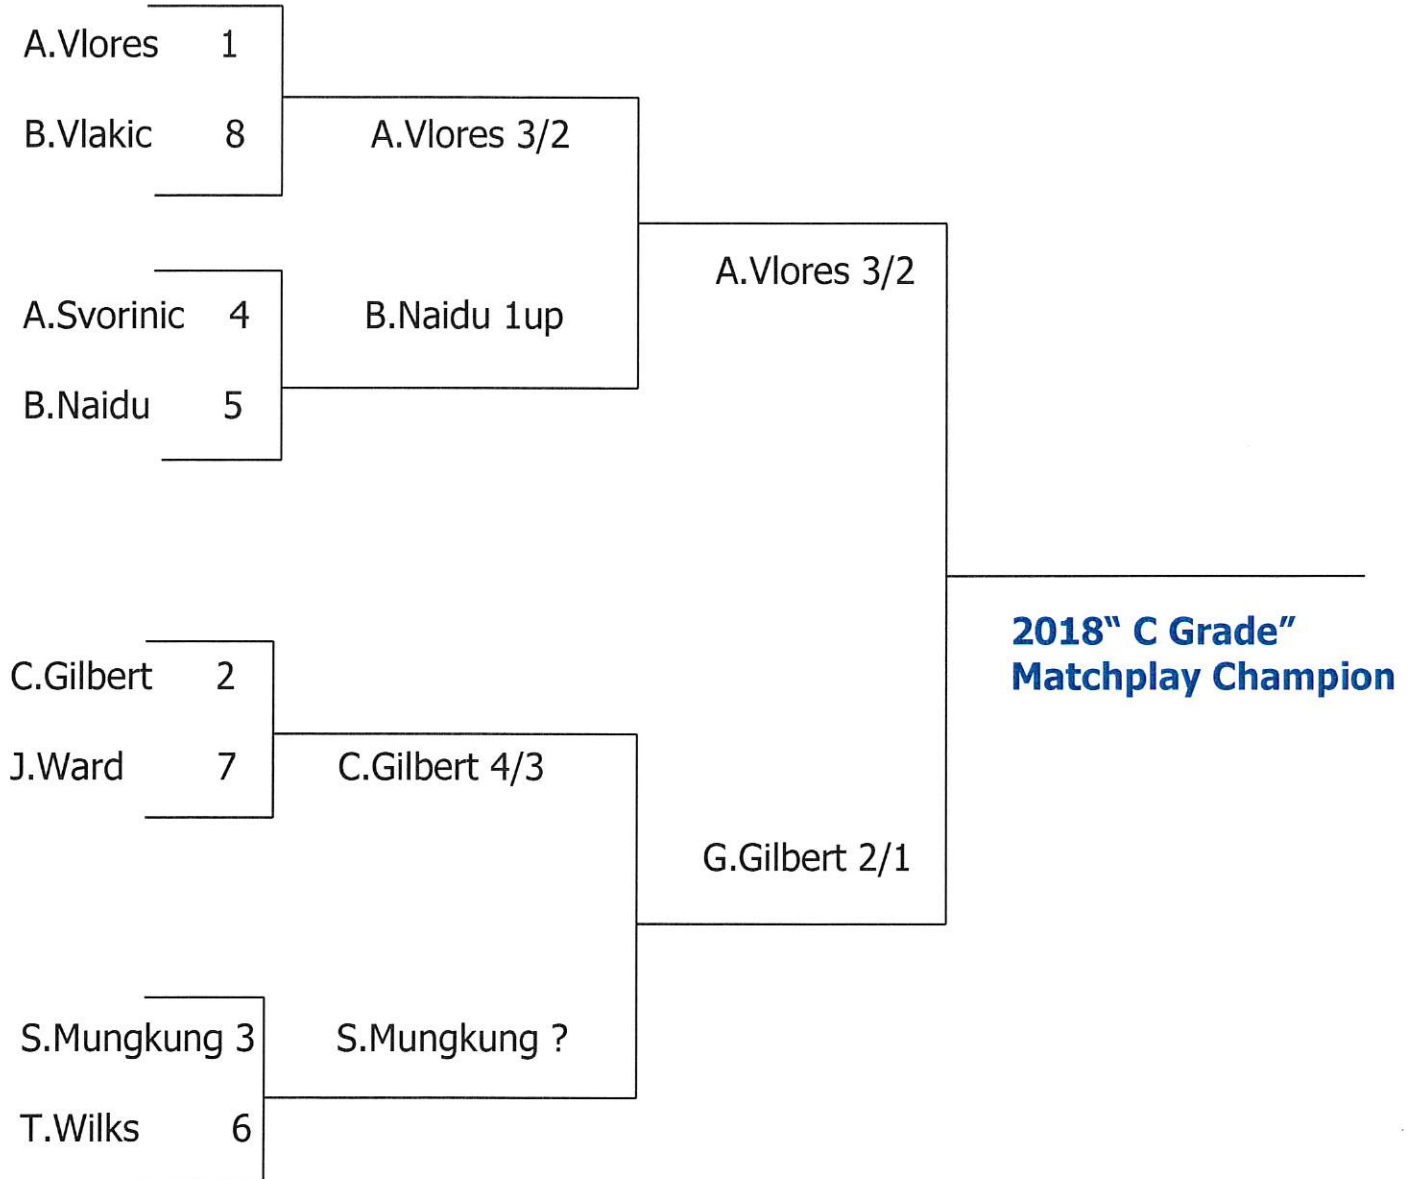 A.Vlores 1
B.Vlakic 8
A.Vlores 3/2
A.Svorinic 4
B.Naidu 1up
B.Naidu 5
A.Vlores 3/2
C.Gilbert 2
J.Ward 7
C.Gilbert 4/3
S.Mungkung 3
S.Mungkung ?
T.Wilks 6
G.Gilbert 2/1
2018“ C Grade”
Matchplay Champion